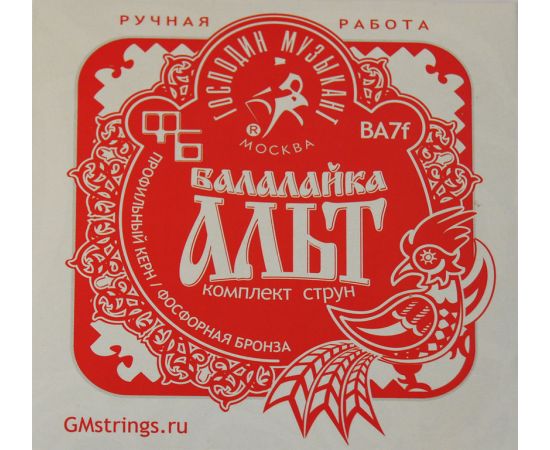 РУЧНАЯ РАБОТА
ГОСПОДИН МУЗЫКАНТ
®
МОСКВА
ФБ
BA7f
БАЛАЛАЙКА
АЛЬТ
КОМПЛЕКТ СТРУН
ПРОФИЛЬНЫЙ КЕРН / ФОСФОРНАЯ БРОНЗА
GMstrings.ru